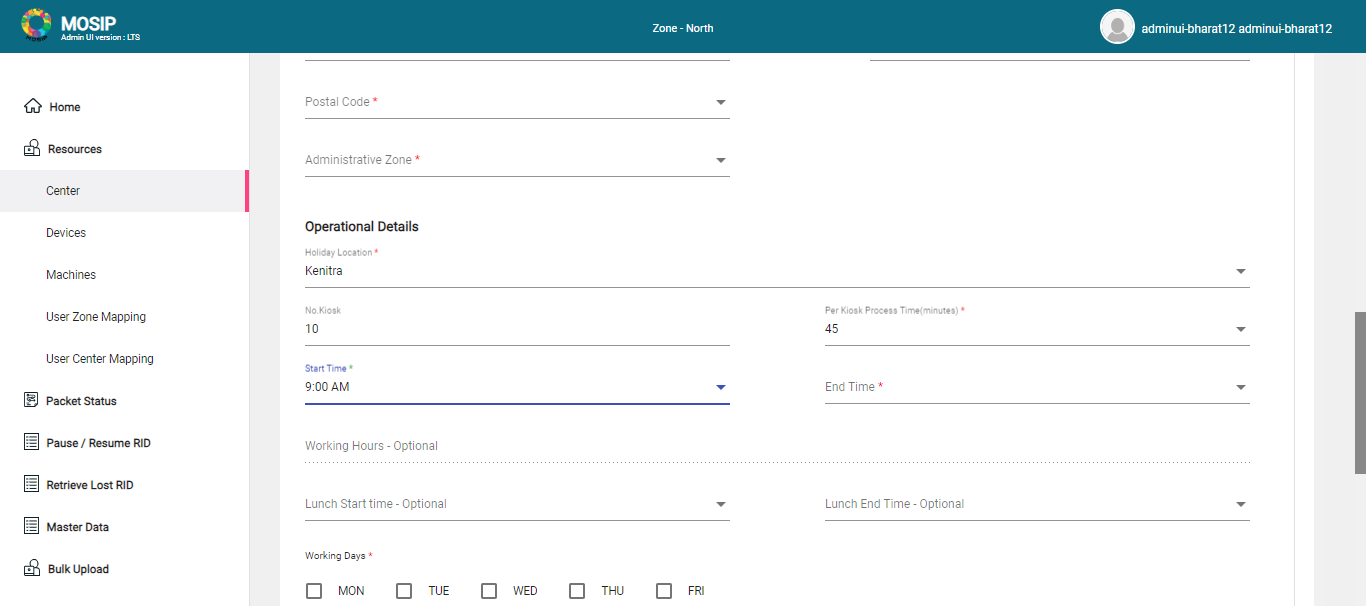 MOSIP
Admin UI version : LTS
Zone - North
adminui-bharat12 adminui-bharat12
Home
Resources
Center
Devices
Machines
User Zone Mapping
User Center Mapping
Packet Status
Pause / Resume RID
Retrieve Lost RID
Master Data
Bulk Upload
Postal Code *
Administrative Zone *
Operational Details
Holiday Location *
Kenitra
No.Kiosk
10
Per Kiosk Process Time(minutes) *
45
Start Time *
9:00 AM
End Time *
Working Hours - Optional
Lunch Start time - Optional
Lunch End Time - Optional
Working Days *
MON TUE WED THU FRI